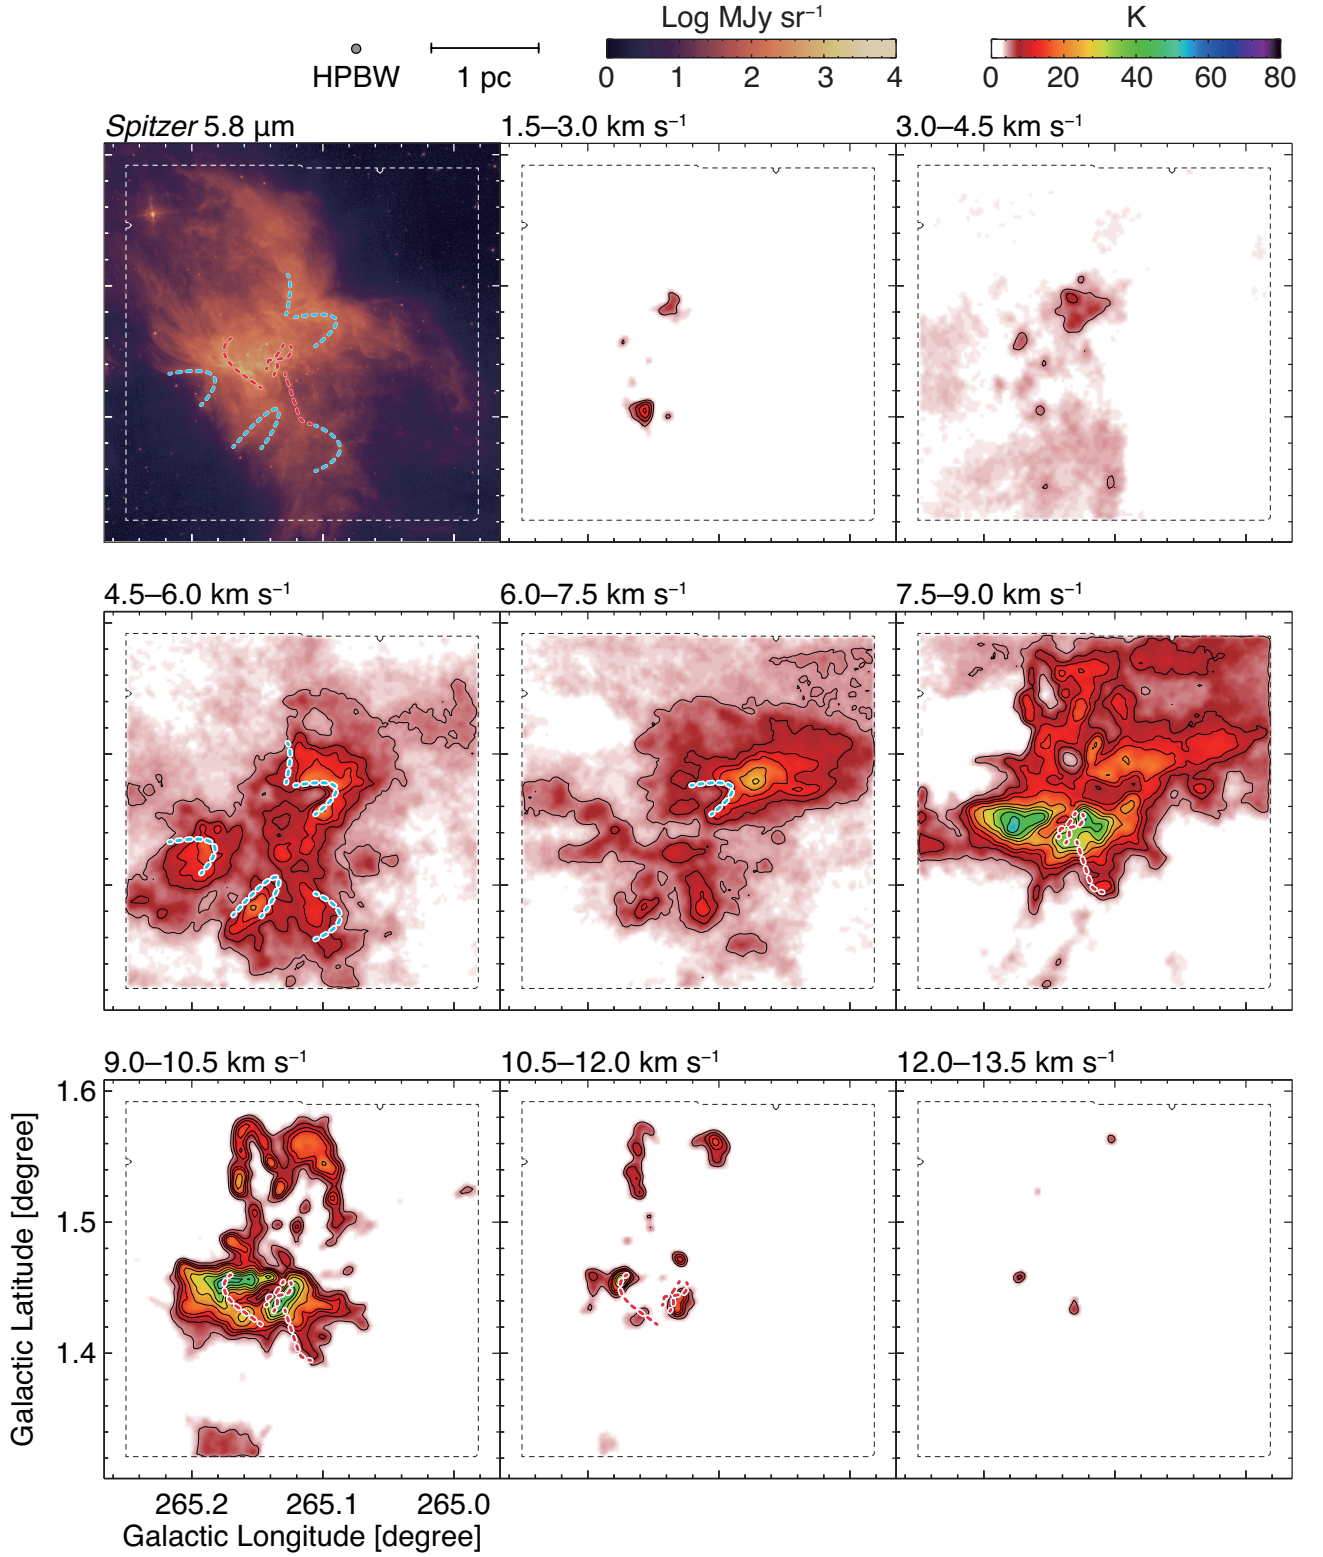 Log MJy sr⁻¹
K
HPBW
1 pc
0 1 2 3 4
0 20 40 60 80
Spitzer 5.8 µm
1.5–3.0 km s⁻¹
3.0–4.5 km s⁻¹
4.5–6.0 km s⁻¹
6.0–7.5 km s⁻¹
7.5–9.0 km s⁻¹
9.0–10.5 km s⁻¹
10.5–12.0 km s⁻¹
12.0–13.5 km s⁻¹
1.6
1.5
1.4
Galactic Latitude [degree]
265.2 265.1 265.0
Galactic Longitude [degree]